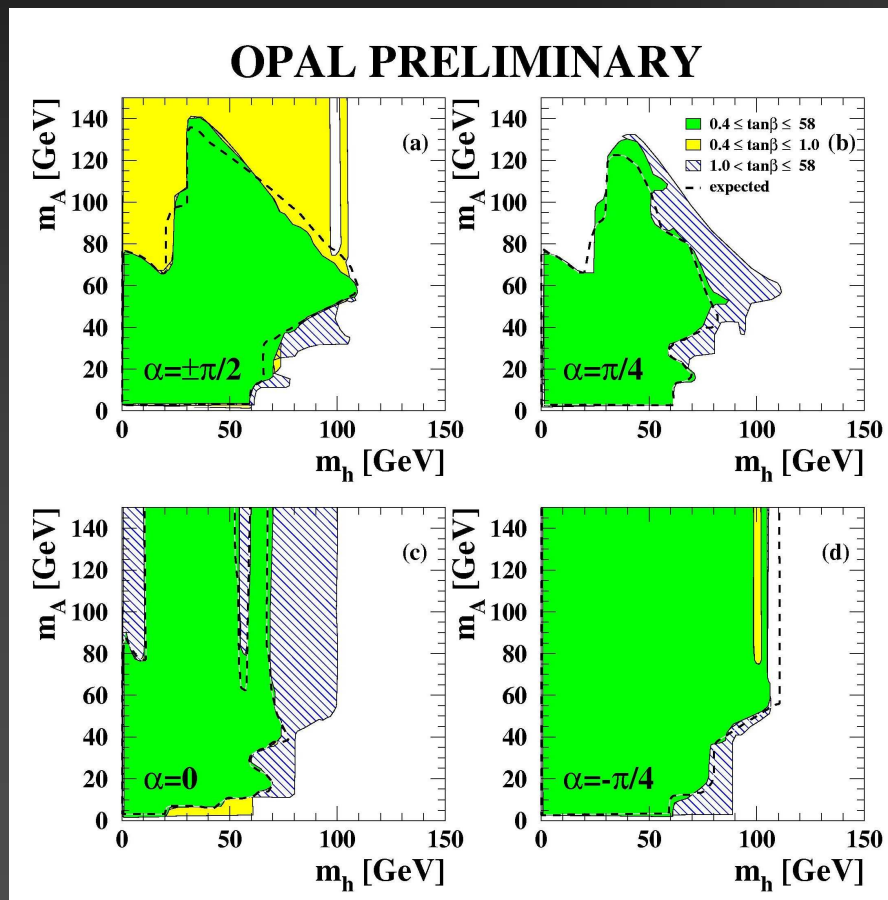 OPAL PRELIMINARY
m_A [GeV]
140
120
100
80
60
40
20
0
(a)
α=±π/2
0 50 100 150
m_h [GeV]
m_A [GeV]
140
120
100
80
60
40
20
0
0.4 ≤ tanβ ≤ 58
0.4 ≤ tanβ ≤ 1.0
1.0 < tanβ ≤ 58
expected
(b)
α=π/4
0 50 100 150
m_h [GeV]
m_A [GeV]
140
120
100
80
60
40
20
0
(c)
α=0
0 50 100 150
m_h [GeV]
m_A [GeV]
140
120
100
80
60
40
20
0
(d)
α=-π/4
0 50 100 150
m_h [GeV]